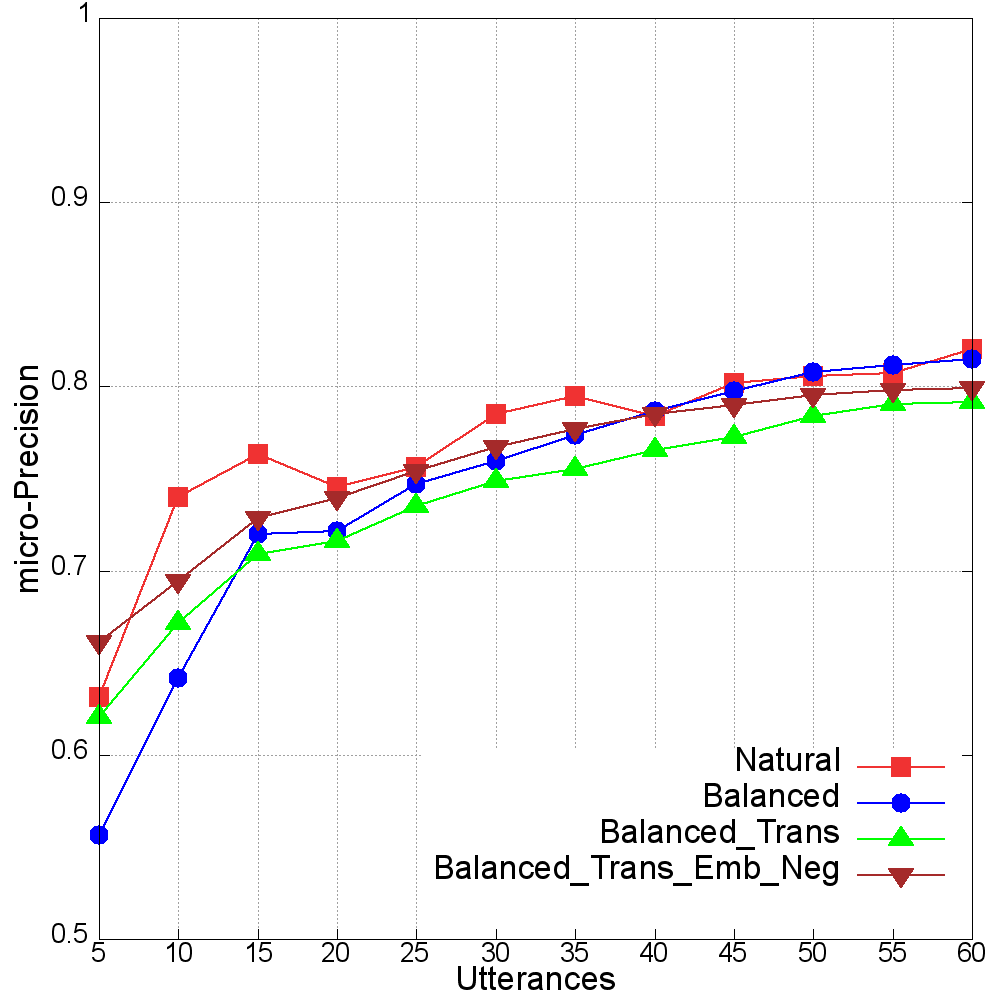 1
0.9
0.8
0.7
0.6
0.5
micro-Precision
Natural
Balanced
Balanced_Trans
Balanced_Trans_Emb_Neg
5 10 15 20 25 30 35 40 45 50 55 60
Utterances